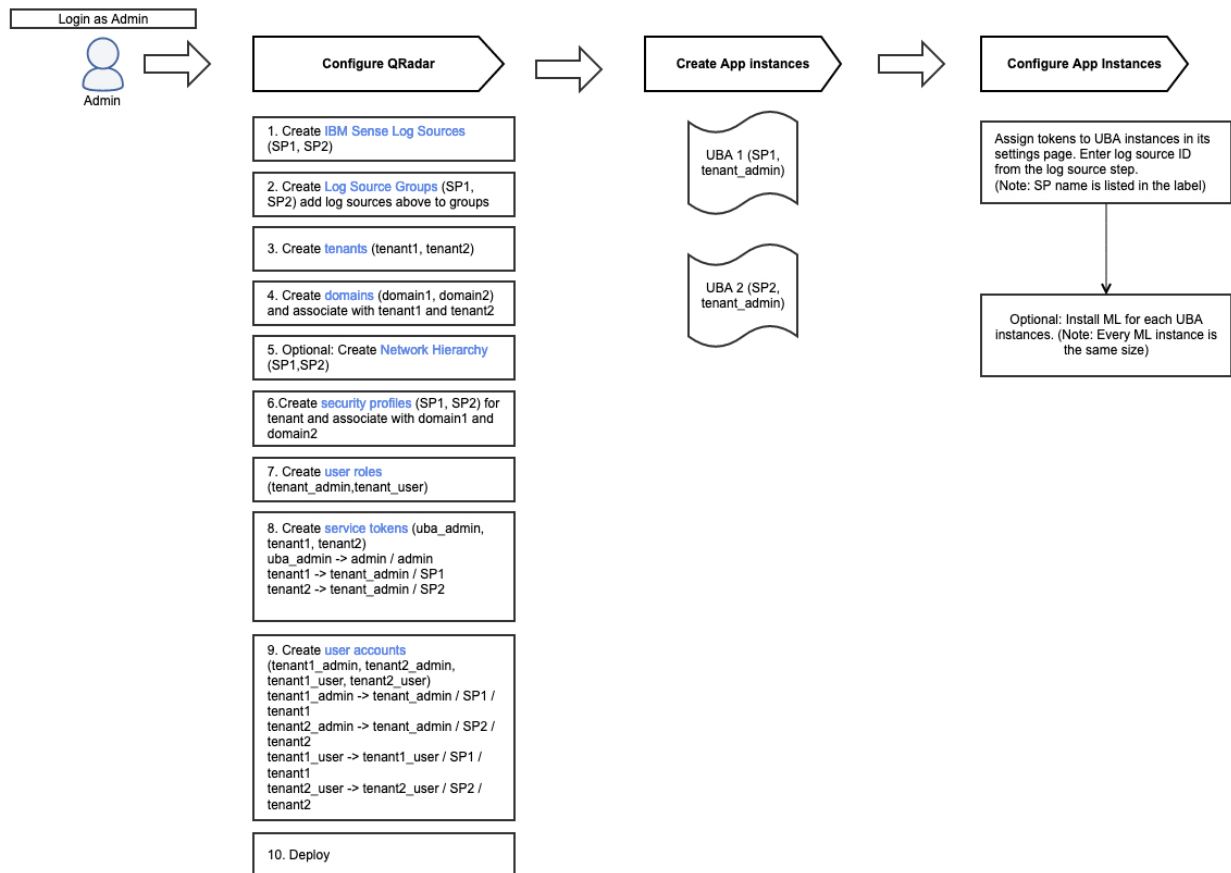 Login as Admin
Admin
Configure QRadar
1. Create IBM Sense Log Sources
(SP1, SP2)
2. Create Log Source Groups (SP1,
SP2) add log sources above to groups
3. Create tenants (tenant1, tenant2)
4. Create domains (domain1, domain2)
and associate with tenant1 and tenant2
5. Optional: Create Network Hierarchy
(SP1,SP2)
6.Create security profiles (SP1, SP2) for
tenant and associate with domain1 and
domain2
7. Create user roles
(tenant_admin,tenant_user)
8. Create service tokens (uba_admin,
tenant1, tenant2)
uba_admin -> admin / admin
tenant1 -> tenant_admin / SP1
tenant2 -> tenant_admin / SP2
9. Create user accounts
(tenant1_admin, tenant2_admin,
tenant1_user, tenant2_user)
tenant1_admin -> tenant_admin / SP1 /
tenant1
tenant2_admin -> tenant_admin / SP2 /
tenant2
tenant1_user -> tenant1_user / SP1 /
tenant1
tenant2_user -> tenant2_user / SP2 /
tenant2
10. Deploy
Create App instances
UBA 1 (SP1,
tenant_admin)
UBA 2 (SP2,
tenant_admin)
Configure App Instances
Assign tokens to UBA instances in its
settings page. Enter log source ID
from the log source step.
(Note: SP name is listed in the label)
Optional: Install ML for each UBA
instances. (Note: Every ML instance is
the same size)